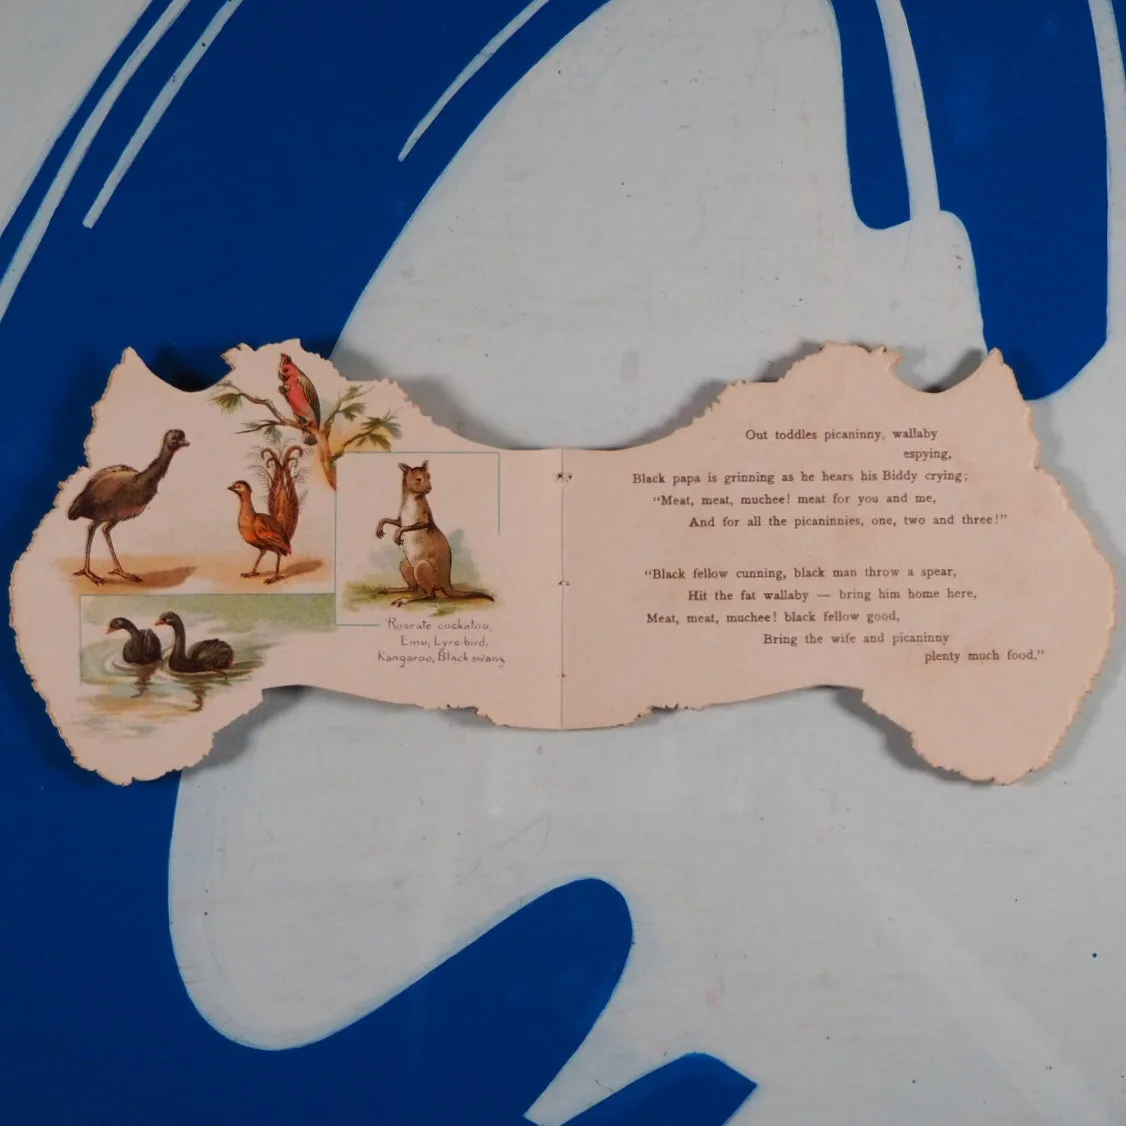 Roseate cockatoo,
Emu, Lyre-bird,
Kangaroo, Black swans
Out toddles picaninny, wallaby
espying,
Black papa is grinning as he hears his Biddy crying;
“Meat, meat, muchee! meat for you and me,
And for all the picaninnies, one, two and three!”
“Black fellow cunning, black man throw a spear,
Hit the fat wallaby — bring him home here,
Meat, meat, muchee! black fellow good,
Bring the wife and picaninny
plenty much food.”